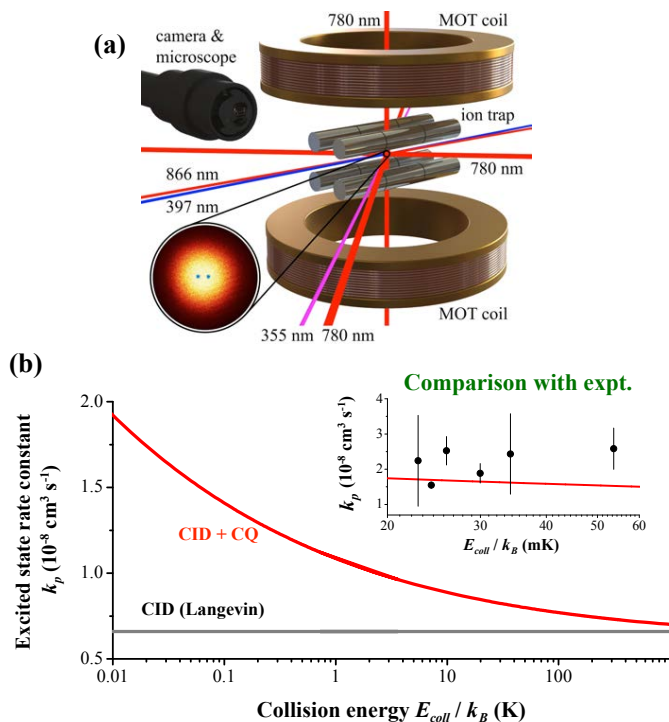 (a)
camera &
microscope
780 nm
MOT coil
ion trap
866 nm
397 nm
780 nm
355 nm
780 nm
MOT coil
(b)
Excited state rate constant
k_p (10^-8 cm^3 s^-1)
2.0
1.5
1.0
0.5
CID + CQ
CID (Langevin)
0.01
0.1
1
10
100
Collision energy E_coll / k_B (K)
Comparison with expt.
k_p (10^-8 cm^3 s^-1)
4
3
2
1
20
30
40
50
60
E_coll / k_B (mK)